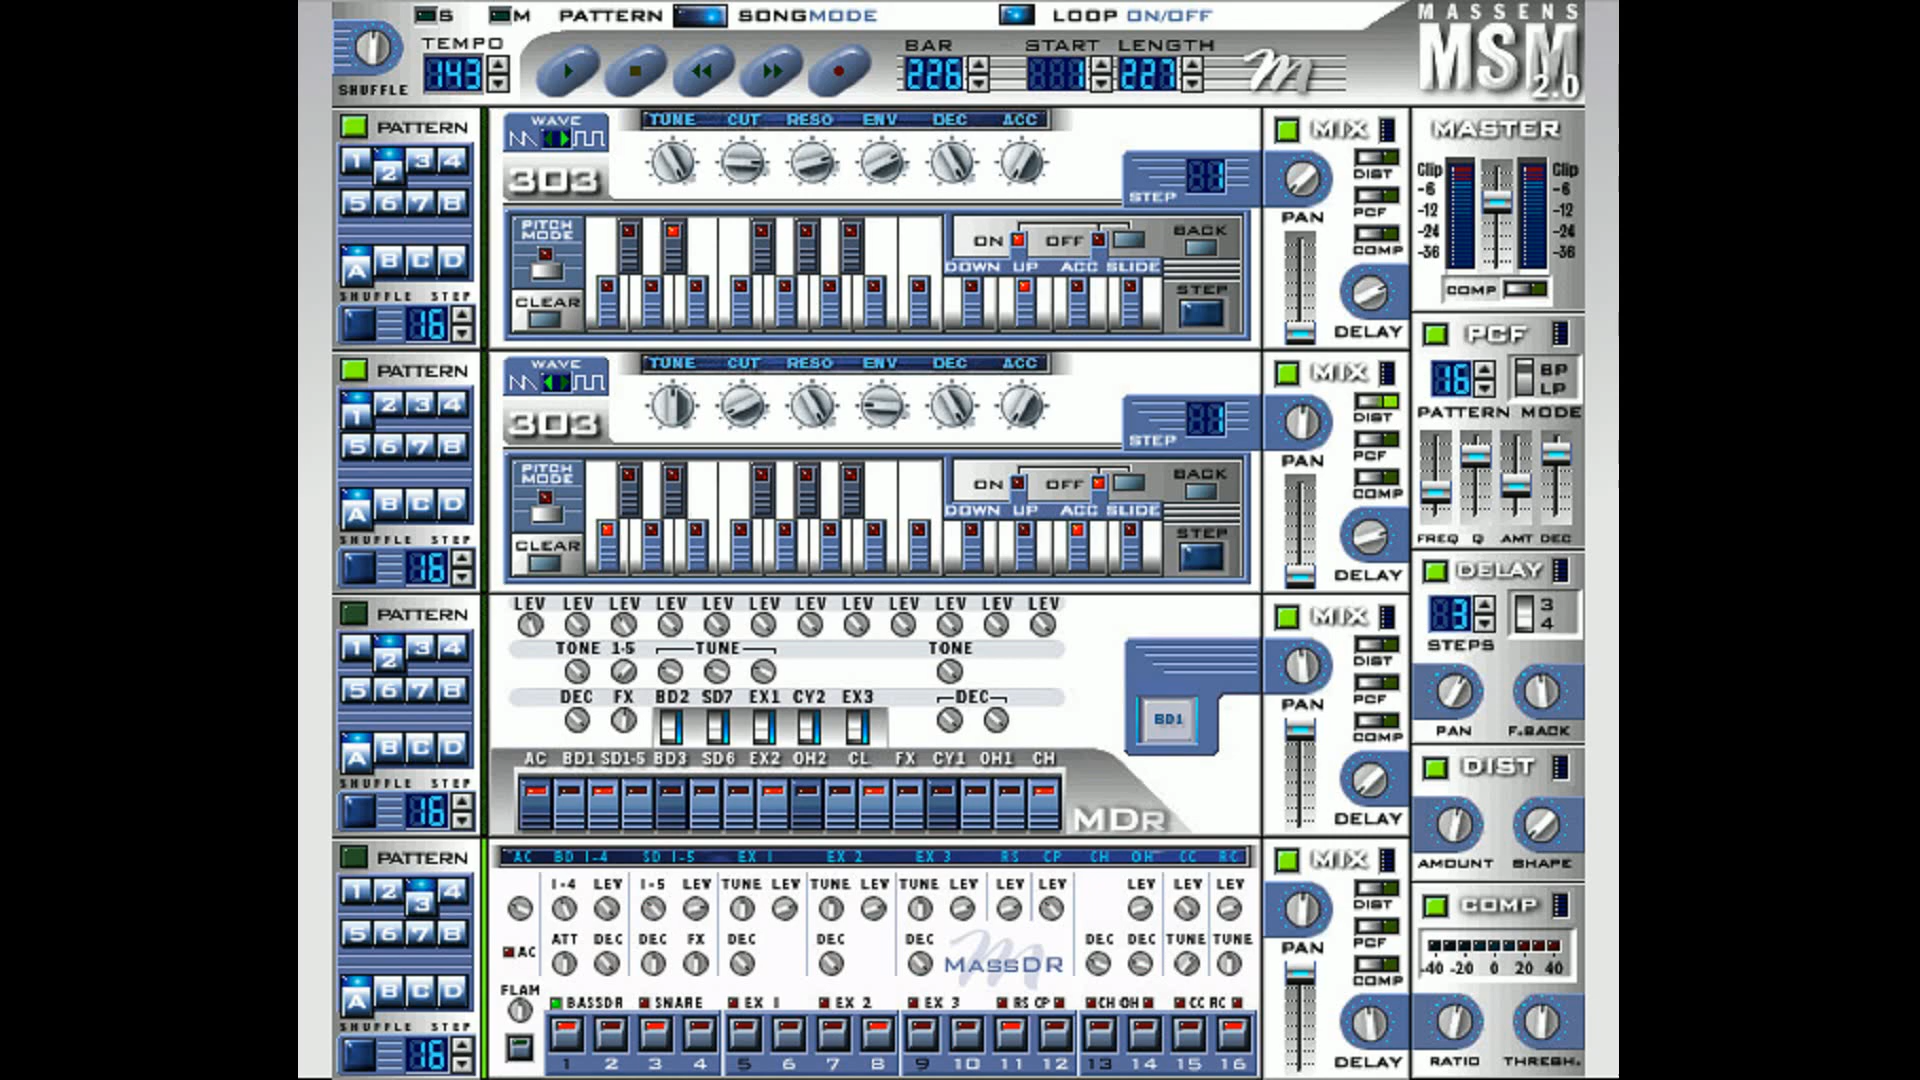 S M PATTERN SONGMODE LOOP ON/OFF
MASSENS
MSM
2.0
SHUFFLE
TEMPO
143
BAR
226
START LENGTH
1 227
m
PATTERN
1 2 3 4
5 6 7 8
A B C D
SHUFFLE STEP
16
WAVE
303
TUNE CUT RESO ENV DEC ACC
STEP
1
PITCH
MODE
CLEAR
ON OFF
DOWN UP ACC SLIDE
BACK
STEP
MIX
PAN
DIST
PCF
COMP
DELAY
MASTER
Clip Clip
-6 -6
-12 -12
-24 -24
-36 -36
COMP
PATTERN
1 2 3 4
5 6 7 8
A B C D
SHUFFLE STEP
16
WAVE
303
TUNE CUT RESO ENV DEC ACC
STEP
1
PITCH
MODE
CLEAR
ON OFF
DOWN UP ACC SLIDE
BACK
STEP
MIX
PAN
DIST
PCF
COMP
DELAY
PCF
16
BP
LP
PATTERN MODE
FREQ Q AMT DEC
DELAY
3
3
4
STEPS
PAN F.BACK
PATTERN
1 2 3 4
5 6 7 8
A B C D
SHUFFLE STEP
16
LEV LEV LEV LEV LEV LEV LEV LEV LEV LEV LEV LEV
TONE 1-5 TUNE TONE
DEC FX BD2 SD7 EX1 CY2 EX3 DEC
AC BD1 SD1-5 BD3 SD6 EX2 OH2 CL FX CY1 OH1 CH
MDR
BD1
MIX
PAN
DIST
PCF
COMP
DELAY
DIST
AMOUNT SHAPE
PATTERN
1 2 3 4
5 6 7 8
A B C D
SHUFFLE STEP
16
AC BD 1-4 SD 1-5 EX 1 EX 2 EX 3 RS CP CH OH CC RC
1-4 LEV 1-5 LEV TUNE LEV TUNE LEV TUNE LEV LEV LEV LEV LEV LEV
AC ATT DEC DEC FX DEC DEC DEC DEC DEC TUNE TUNE
m
MASSDR
FLAM
BASSDR SNARE EX 1 EX 2 EX 3 RS CP CH OH CC RC
1 2 3 4 5 6 7 8 9 10 11 12 13 14 15 16
MIX
PAN
DIST
PCF
COMP
DELAY
COMP
-40 -20 0 20 40
RATIO THRESH.